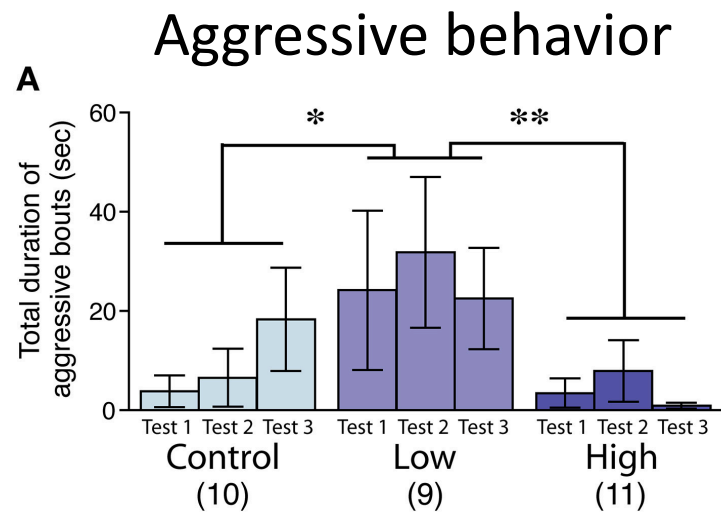 Aggressive behavior
A
Total duration of
aggressive bouts (sec)
60
40
20
0
* **
Test 1 Test 2 Test 3 Test 1 Test 2 Test 3 Test 1 Test 2 Test 3
Control Low High
(10) (9) (11)